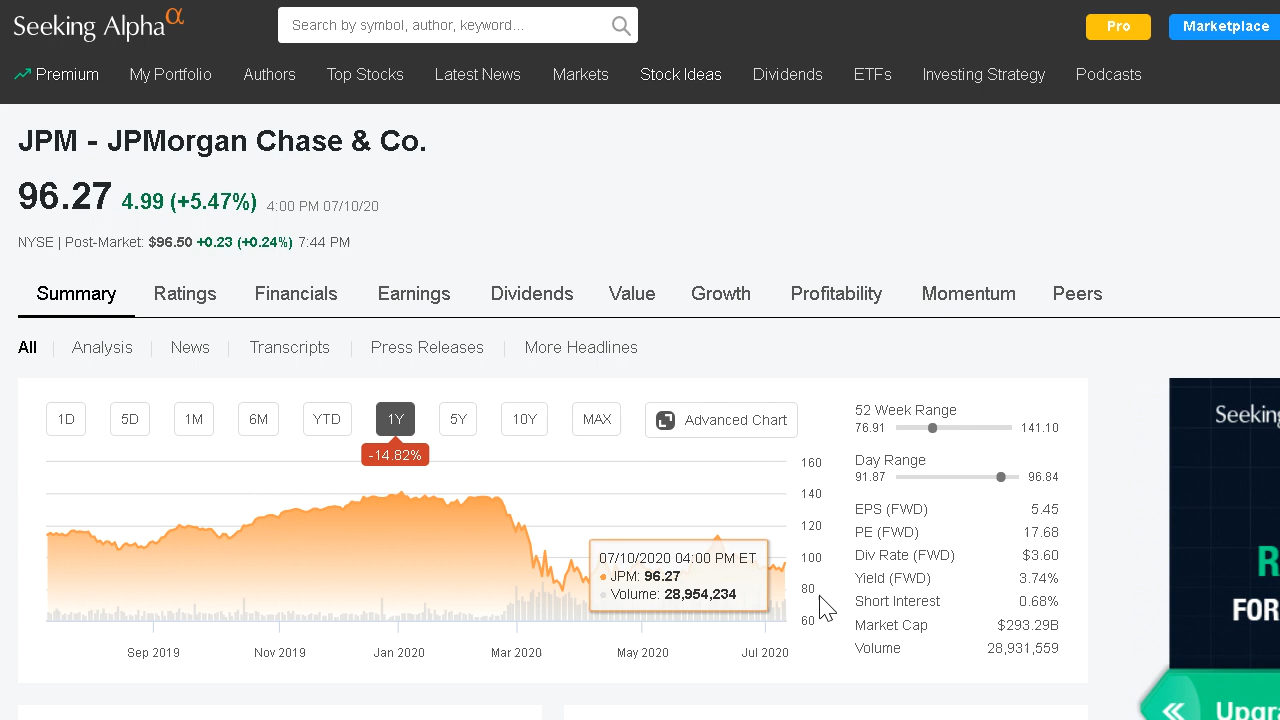 Seeking Alpha α
Search by symbol, author, keyword...
Pro
Marketplace
Premium My Portfolio Authors Top Stocks Latest News Markets Stock Ideas Dividends ETFs Investing Strategy Podcasts
JPM - JPMorgan Chase & Co.
96.27 4.99 (+5.47%) 4:00 PM 07/10/20
NYSE | Post-Market: $96.50 +0.23 (+0.24%) 7:44 PM
Summary Ratings Financials Earnings Dividends Value Growth Profitability Momentum Peers
All Analysis News Transcripts Press Releases More Headlines
1D 5D 1M 6M YTD 1Y 5Y 10Y MAX Advanced Chart
-14.82%
160
140
120
100
80
60
07/10/2020 04:00 PM ET
JPM: 96.27
Volume: 28,954,234
Sep 2019 Nov 2019 Jan 2020 Mar 2020 May 2020 Jul 2020
52 Week Range
76.91 141.10
Day Range
91.87 96.84
EPS (FWD) 5.45
PE (FWD) 17.68
Div Rate (FWD) $3.60
Yield (FWD) 3.74%
Short Interest 0.68%
Market Cap $293.29B
Volume 28,931,559
Seeking
R
FOR
Upgr